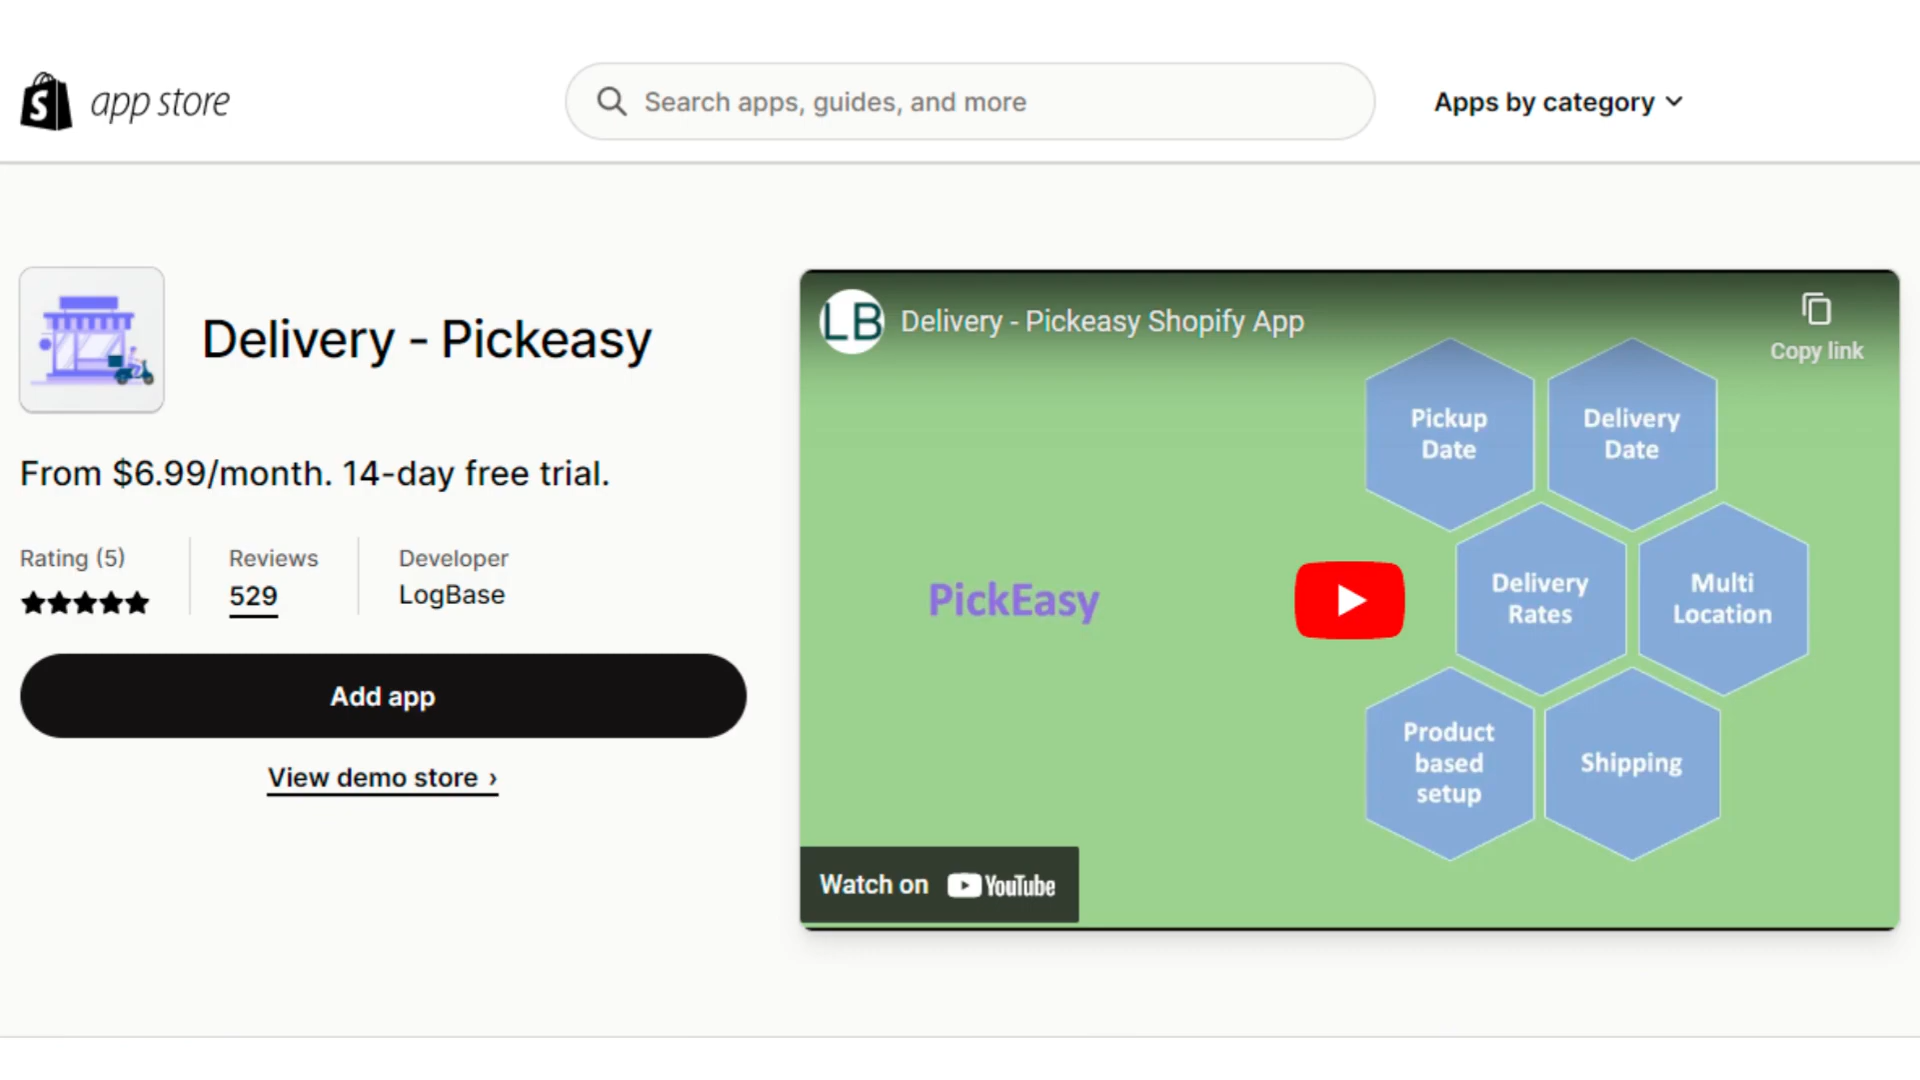 app store
Search apps, guides, and more
Apps by category
Delivery - Pickeasy
From $6.99/month. 14-day free trial.
Rating (5)
Reviews
529
Developer
LogBase
Add app
View demo store ›
LB
Delivery - Pickeasy Shopify App
Copy link
Pickup
Date
Delivery
Date
PickEasy
Delivery
Rates
Multi
Location
Product
based
setup
Shipping
Watch on YouTube